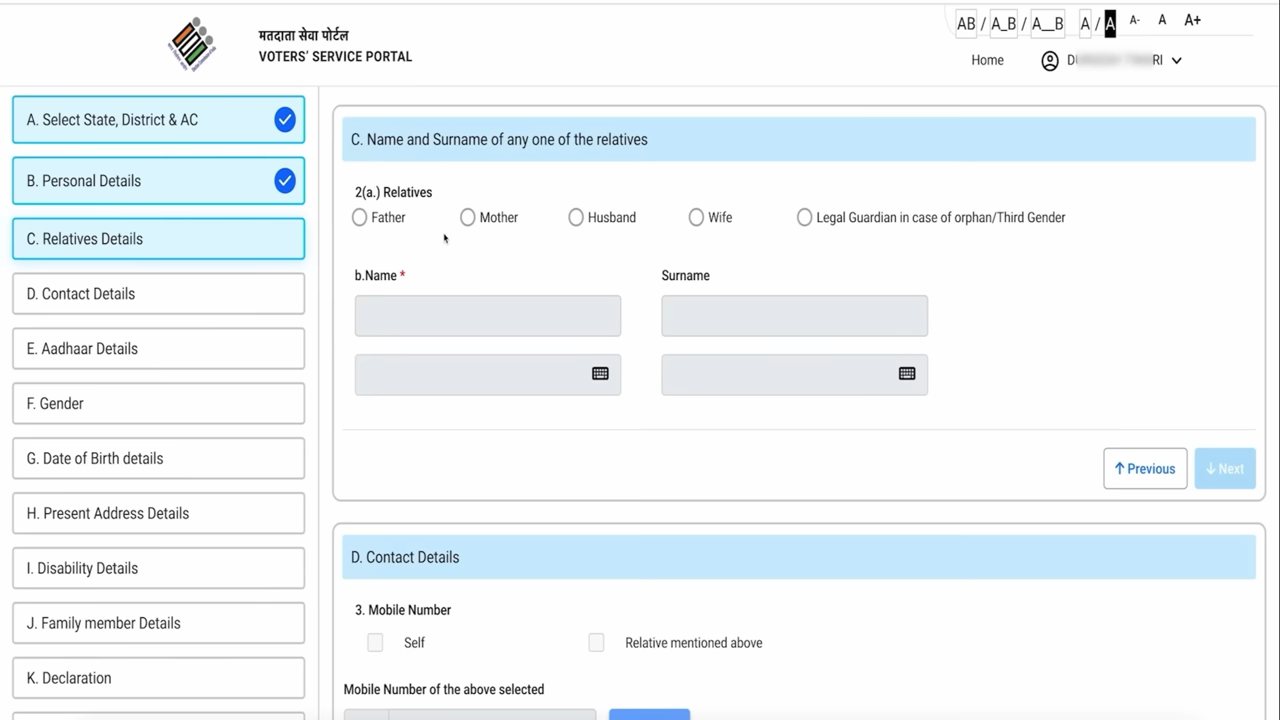 मतदाता सेवा पोर्टल
VOTERS' SERVICE PORTAL
AB / A_B / A__B A / A A- A A+
Home
A. Select State, District & AC
B. Personal Details
C. Relatives Details
D. Contact Details
E. Aadhaar Details
F. Gender
G. Date of Birth details
H. Present Address Details
I. Disability Details
J. Family member Details
K. Declaration
C. Name and Surname of any one of the relatives
2(a.) Relatives
Father Mother Husband Wife Legal Guardian in case of orphan/Third Gender
b.Name * Surname
↑ Previous ↓ Next
D. Contact Details
3. Mobile Number
Self Relative mentioned above
Mobile Number of the above selected